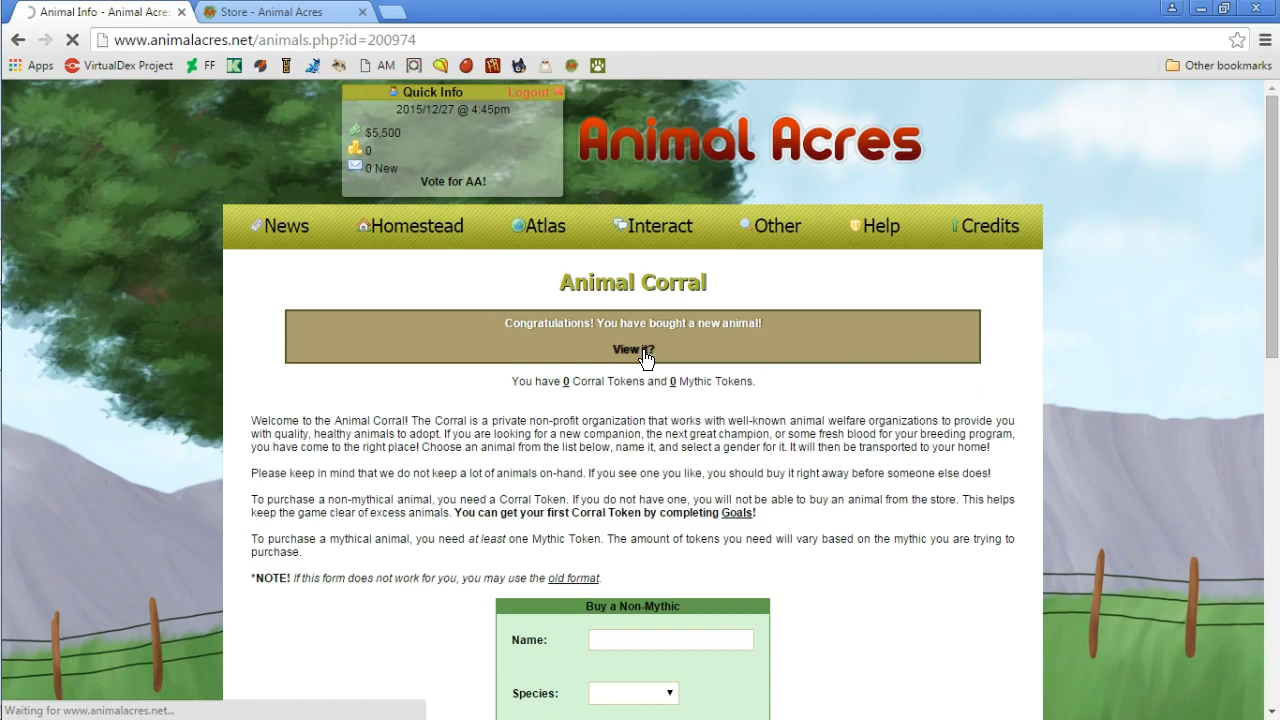 Animal Info - Animal Acre
Store - Animal Acres
www.animalacres.net/animals.php?id=200974
Apps
VirtualDex Project
FF
AM
Other bookmarks
Quick Info
Logout
2015/12/27 @ 4:45pm
$5,500
0
0 New
Vote for AA!
Animal Acres
News
Homestead
Atlas
Interact
Other
Help
Credits
Animal Corral
Congratulations! You have bought a new animal!
View it?
You have 0 Corral Tokens and 0 Mythic Tokens.
Welcome to the Animal Corral! The Corral is a private non-profit organization that works with well-known animal welfare organizations to provide you
with quality, healthy animals to adopt. If you are looking for a new companion, the next great champion, or some fresh blood for your breeding program,
you have come to the right place! Choose an animal from the list below, name it, and select a gender for it. It will then be transported to your home!
Please keep in mind that we do not keep a lot of animals on-hand. If you see one you like, you should buy it right away before someone else does!
To purchase a non-mythical animal, you need a Corral Token. If you do not have one, you will not be able to buy an animal from the store. This helps
keep the game clear of excess animals. You can get your first Corral Token by completing Goals!
To purchase a mythical animal, you need at least one Mythic Token. The amount of tokens you need will vary based on the mythic you are trying to
purchase.
*NOTE! If this form does not work for you, you may use the old format.
Buy a Non-Mythic
Name:
Species:
Waiting for www.animalacres.net...